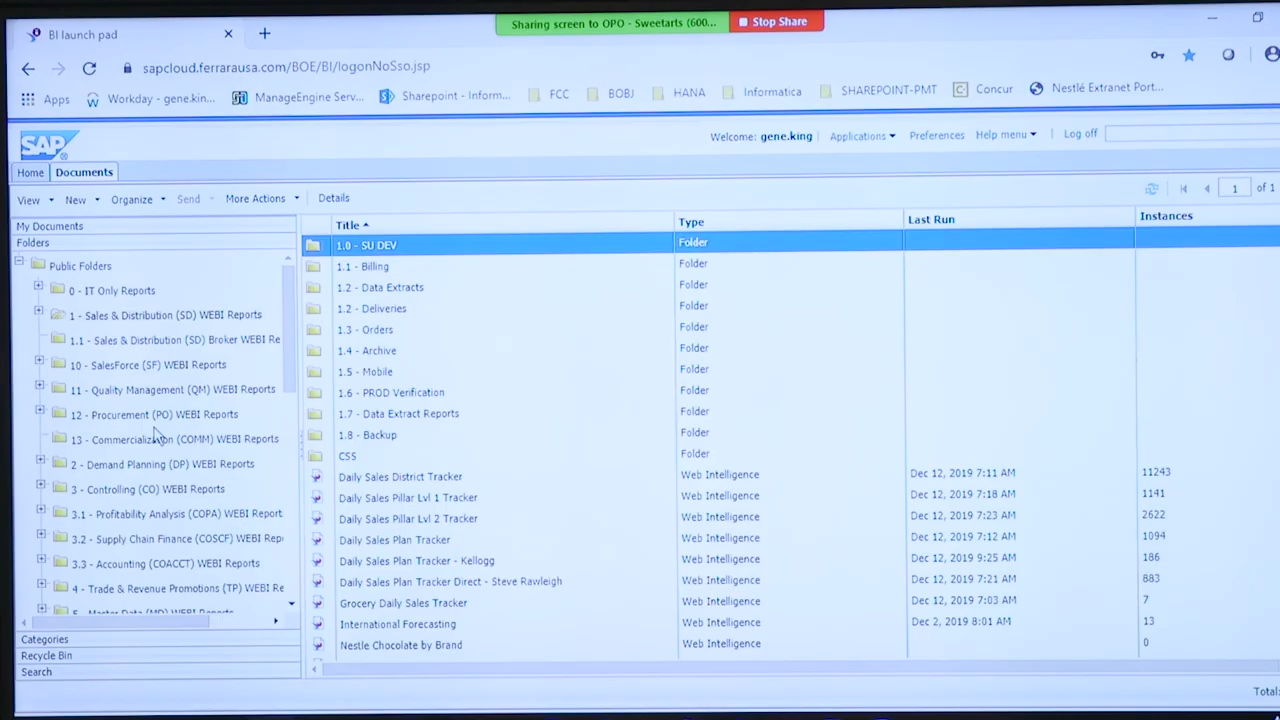 Sharing screen to OPO - Sweetarts (600... Stop Share
BI launch pad
sapcloud.ferrarausa.com/BOE/BI/logonNoSso.jsp
Apps Workday - gene.kin... ManageEngine Serv... Sharepoint - Inform... FCC BOBJ HANA Informatica SHAREPOINT-PMT Concur Nestlé Extranet Port...
SAP
Welcome: gene.king Applications Preferences Help menu Log off
Home Documents
View New Organize Send More Actions Details 1 of 1
My Documents
Folders
Public Folders
0 - IT Only Reports
1 - Sales & Distribution (SD) WEBI Reports
1.1 - Sales & Distribution (SD) Broker WEBI Re
10 - SalesForce (SF) WEBI Reports
11 - Quality Management (QM) WEBI Reports
12 - Procurement (PO) WEBI Reports
13 - Commercialization (COMM) WEBI Reports
2 - Demand Planning (DP) WEBI Reports
3 - Controlling (CO) WEBI Reports
3.1 - Profitability Analysis (COPA) WEBI Report
3.2 - Supply Chain Finance (COSCF) WEBI Rep
3.3 - Accounting (COACCT) WEBI Reports
4 - Trade & Revenue Promotions (TP) WEBI Re
5 - Master Data (MD) WEBI Reports
Categories
Recycle Bin
Search
Title Type Last Run Instances
1.0 - SU DEV Folder
1.1 - Billing Folder
1.2 - Data Extracts Folder
1.2 - Deliveries Folder
1.3 - Orders Folder
1.4 - Archive Folder
1.5 - Mobile Folder
1.6 - PROD Verification Folder
1.7 - Data Extract Reports Folder
1.8 - Backup Folder
CSS Folder
Daily Sales District Tracker Web Intelligence Dec 12, 2019 7:11 AM 11243
Daily Sales Pillar Lvl 1 Tracker Web Intelligence Dec 12, 2019 7:18 AM 1141
Daily Sales Pillar Lvl 2 Tracker Web Intelligence Dec 12, 2019 7:23 AM 2622
Daily Sales Plan Tracker Web Intelligence Dec 12, 2019 7:12 AM 1094
Daily Sales Plan Tracker - Kellogg Web Intelligence Dec 12, 2019 9:25 AM 186
Daily Sales Plan Tracker Direct - Steve Rawleigh Web Intelligence Dec 12, 2019 7:21 AM 883
Grocery Daily Sales Tracker Web Intelligence Dec 12, 2019 7:03 AM 7
International Forecasting Web Intelligence Dec 2, 2019 8:01 AM 13
Nestle Chocolate by Brand Web Intelligence 0
Total: